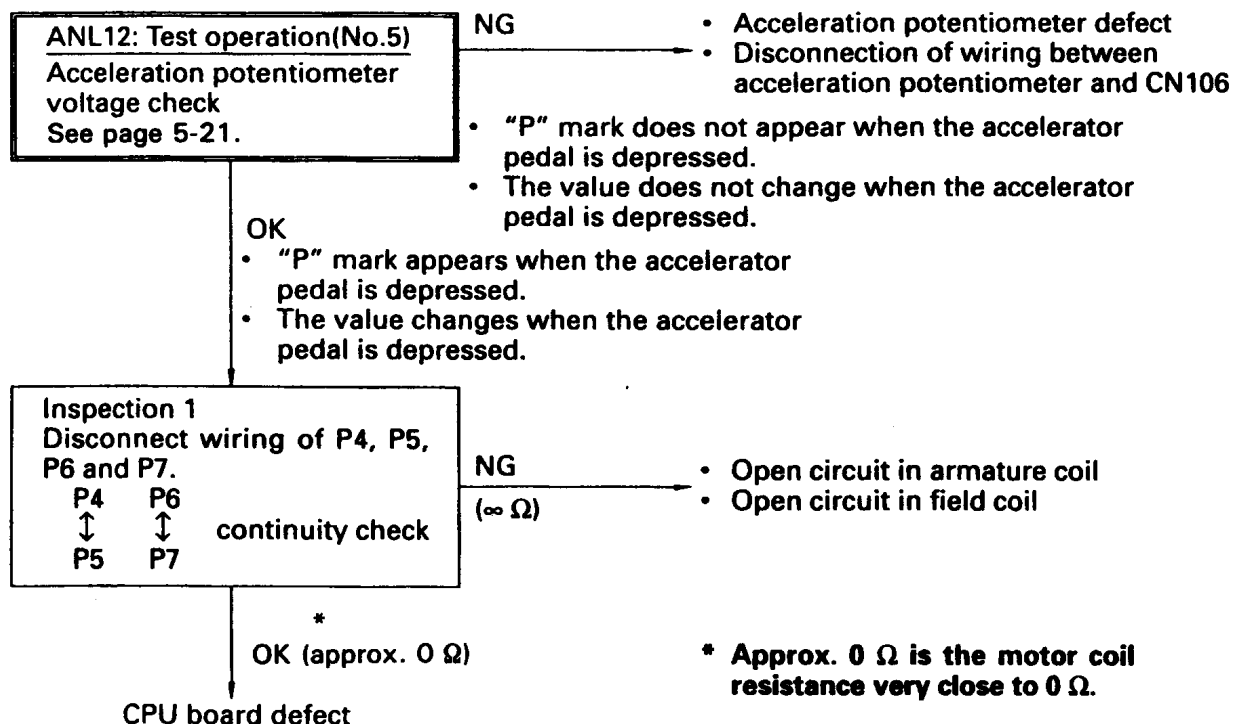 ANL12: Test operation(No.5)
Acceleration potentiometer
voltage check
See page 5-21.
NG
• Acceleration potentiometer defect
• Disconnection of wiring between
acceleration potentiometer and CN106
• "P" mark does not appear when the accelerator
pedal is depressed.
• The value does not change when the accelerator
pedal is depressed.
OK
• "P" mark appears when the accelerator
pedal is depressed.
• The value changes when the accelerator
pedal is depressed.
Inspection 1
Disconnect wiring of P4, P5,
P6 and P7.
P4 P6
↕ ↕ continuity check
P5 P7
NG
(∞ Ω)
• Open circuit in armature coil
• Open circuit in field coil
*
OK (approx. 0 Ω)
* Approx. 0 Ω is the motor coil
resistance very close to 0 Ω.
CPU board defect